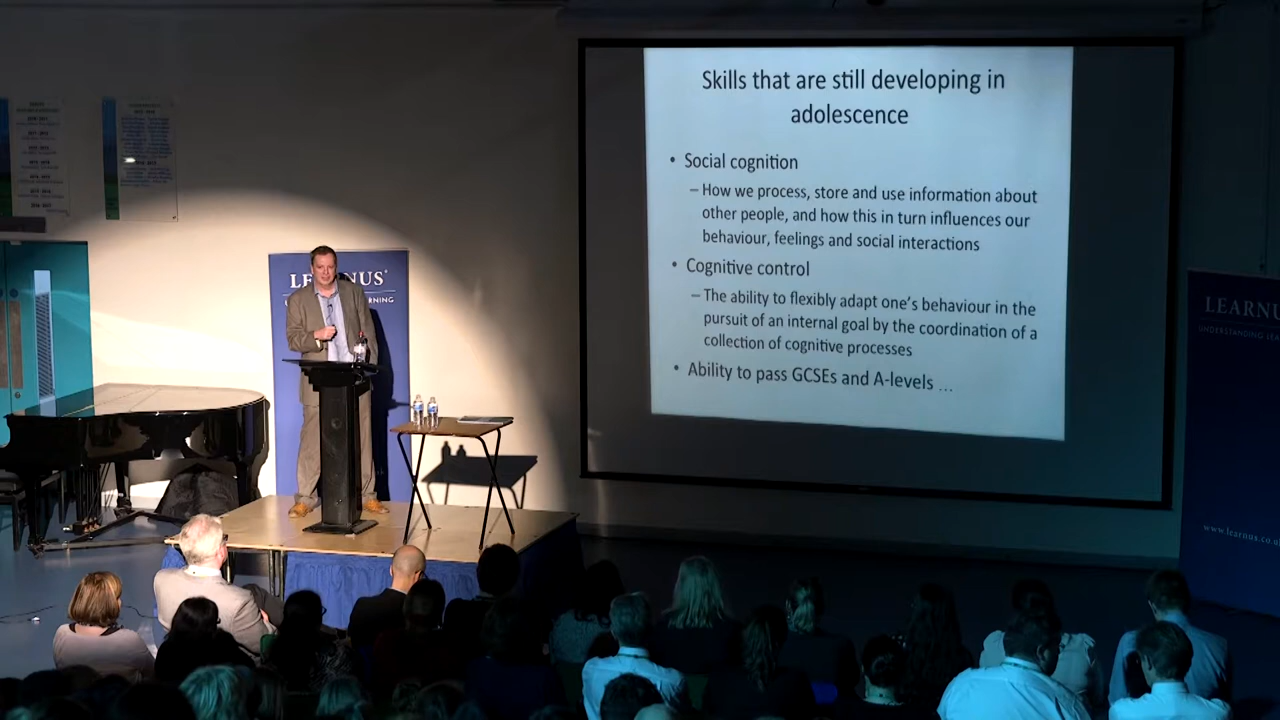 LEARNUS
RNING
Skills that are still developing in
adolescence
• Social cognition
– How we process, store and use information about
other people, and how this in turn influences our
behaviour, feelings and social interactions
• Cognitive control
– The ability to flexibly adapt one's behaviour in the
pursuit of an internal goal by the coordination of a
collection of cognitive processes
• Ability to pass GCSEs and A-levels ...
LEARNU
UNDERSTANDING LEA
www.learnus.co.u